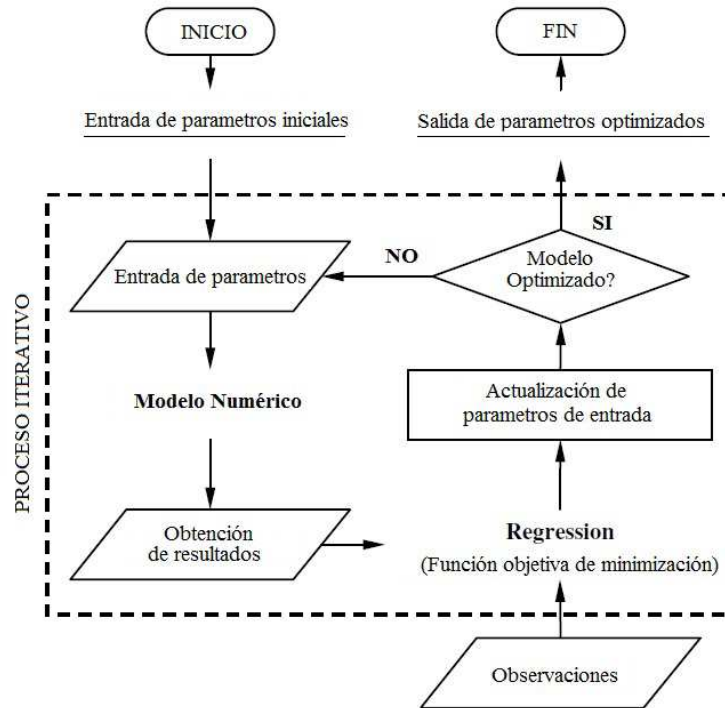 INICIO
FIN
Entrada de parametros iniciales
Salida de parametros optimizados
SI
NO
Entrada de parametros
Modelo
Optimizado?
PROCESO ITERATIVO
Modelo Numérico
Actualización de
parametros de entrada
Obtención
de resultados
Regression
(Función objetiva de minimización)
Observaciones